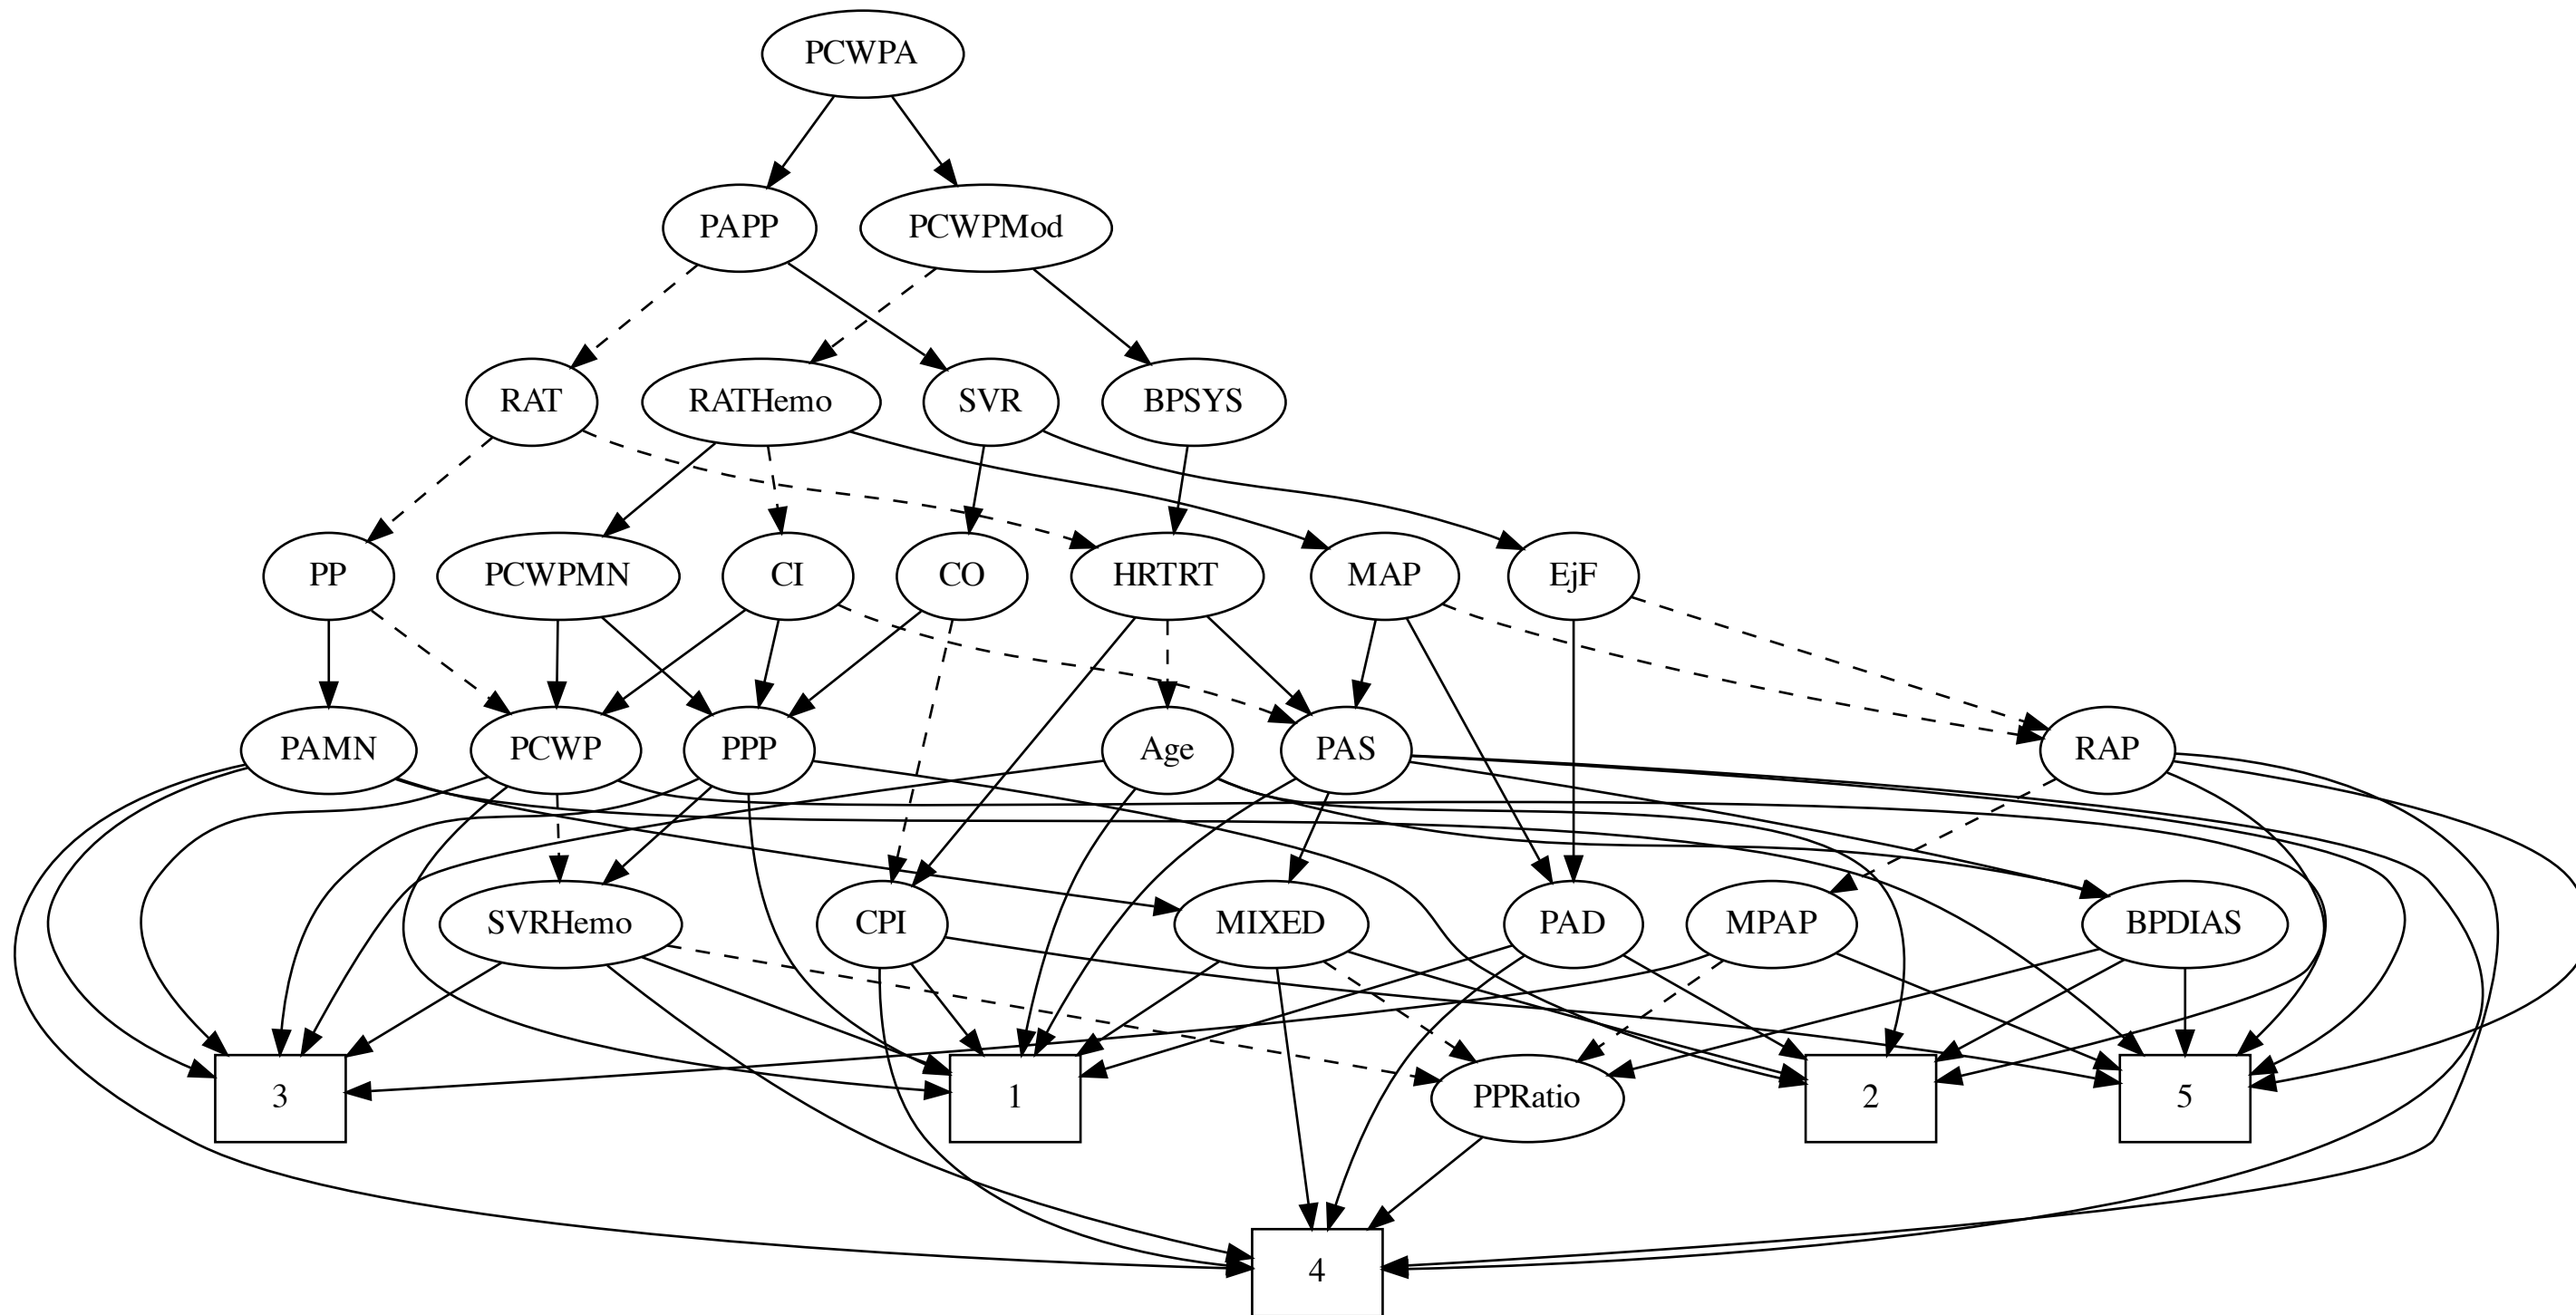 PCWPA
PAPP
PCWPMod
RAT
RATHemo
SVR
BPSYS
PP
PCWPMN
CI
CO
HRTRT
MAP
EjF
PAMN
PCWP
PPP
Age
PAS
RAP
SVRHemo
CPI
MIXED
PAD
MPAP
BPDIAS
3
1
PPRatio
2
5
4